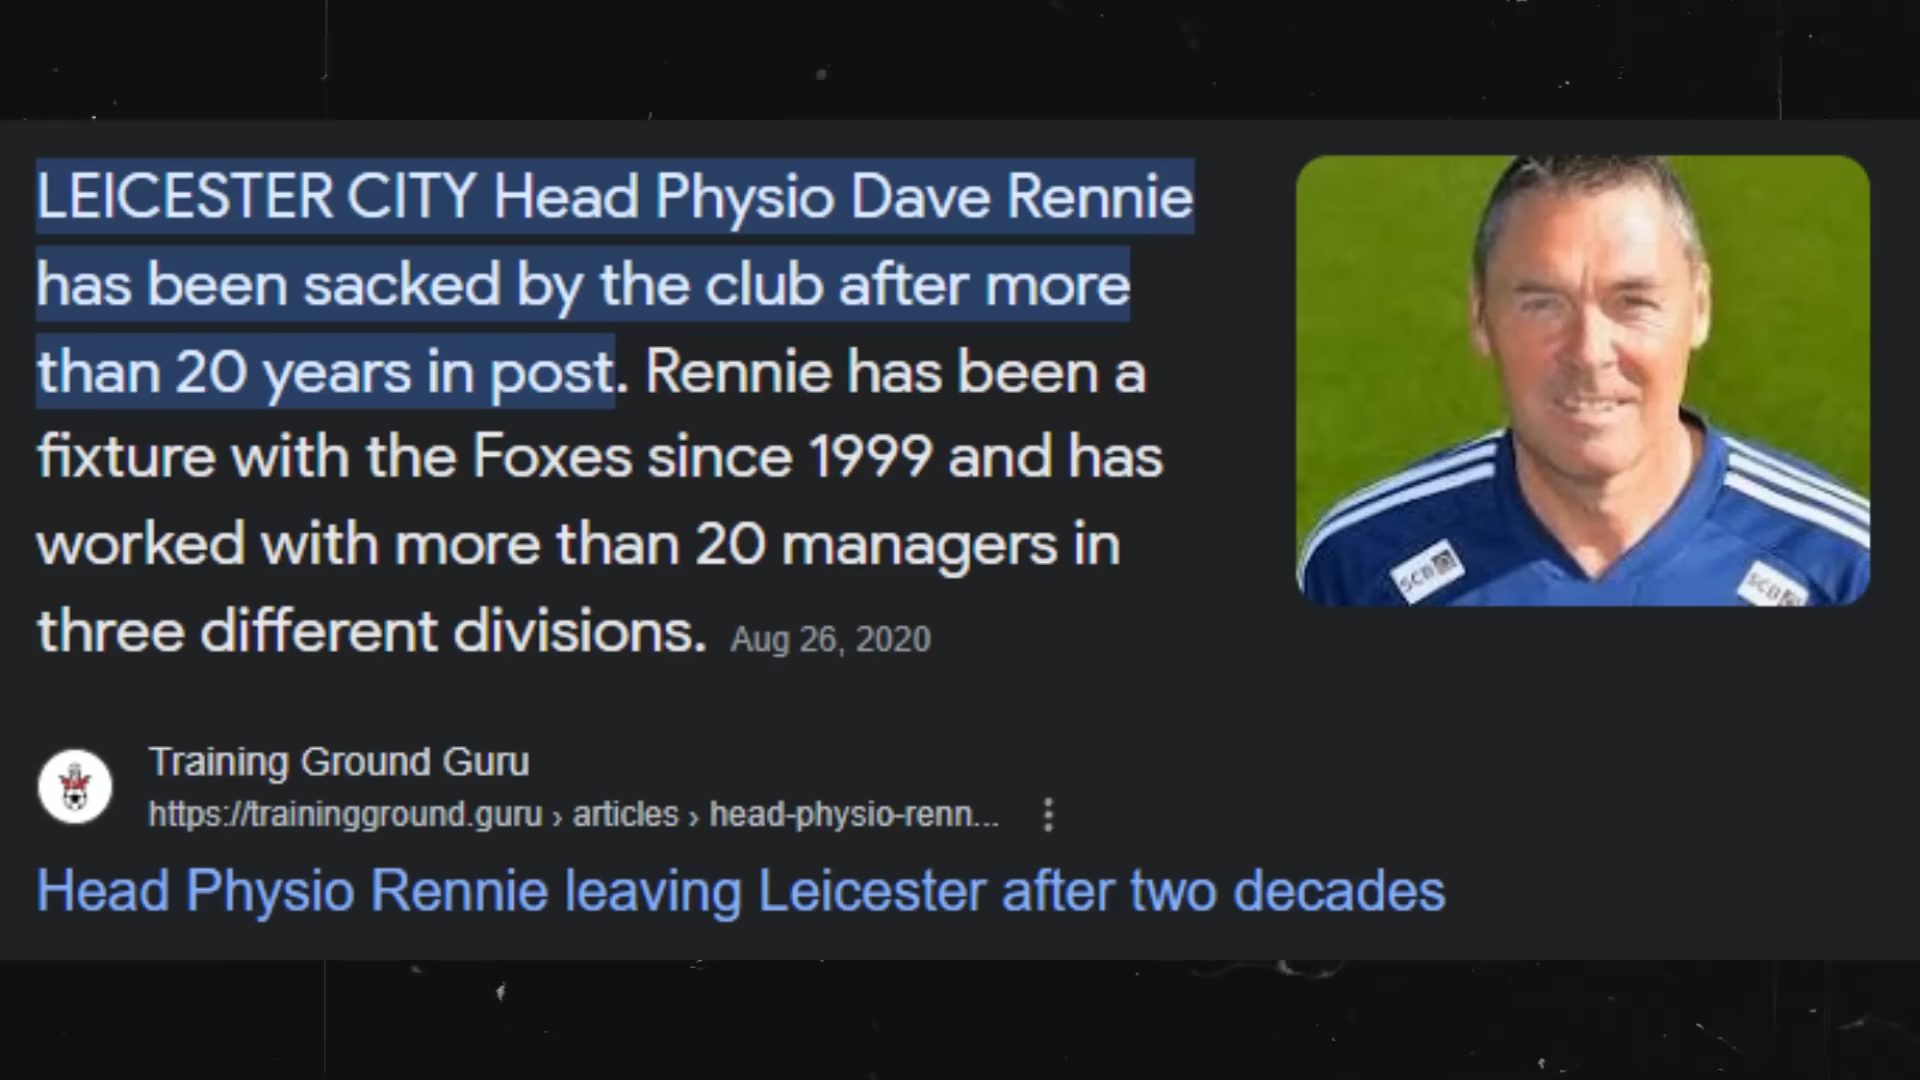 LEICESTER CITY Head Physio Dave Rennie
has been sacked by the club after more
than 20 years in post. Rennie has been a
fixture with the Foxes since 1999 and has
worked with more than 20 managers in
three different divisions. Aug 26, 2020
SCB
SCB
Training Ground Guru
https://trainingground.guru › articles › head-physio-renn...
Head Physio Rennie leaving Leicester after two decades